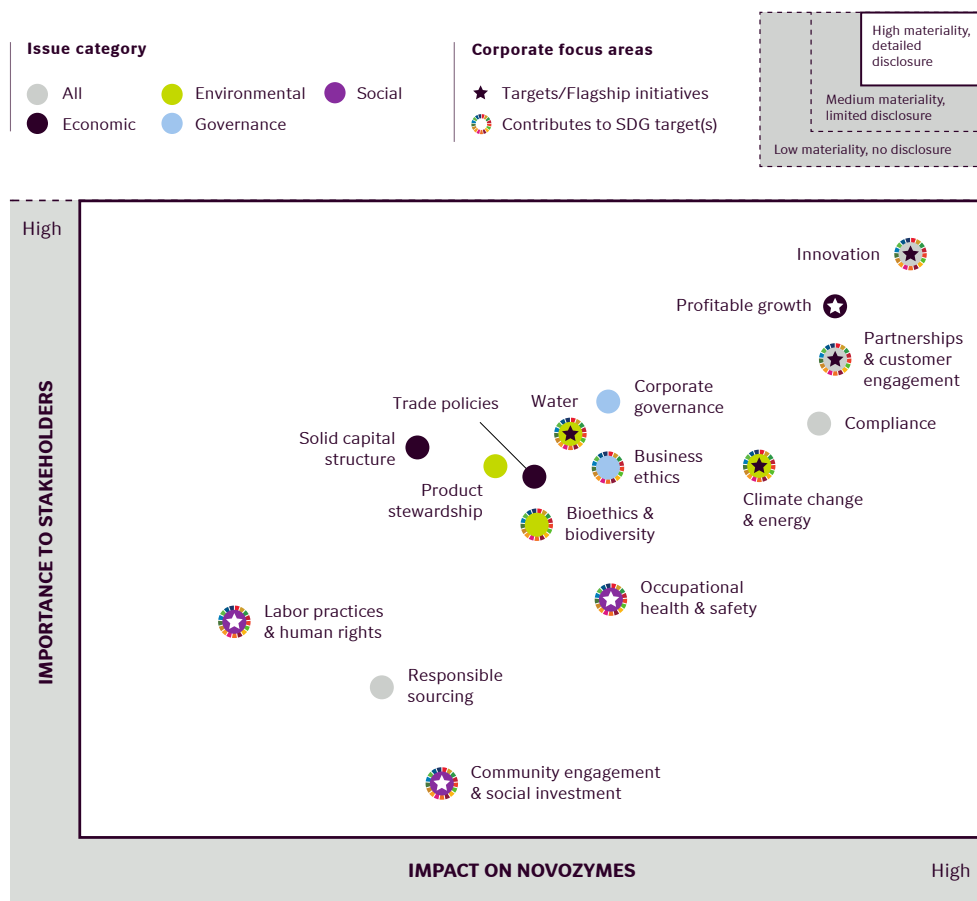 Issue category
All
Environmental
Social
Economic
Governance
Corporate focus areas
Targets/Flagship initiatives
Contributes to SDG target(s)
High materiality,
detailed
disclosure
Medium materiality,
limited disclosure
Low materiality, no disclosure
High
IMPORTANCE TO STAKEHOLDERS
Innovation
Profitable growth
Partnerships
& customer
engagement
Corporate
governance
Water
Trade policies
Compliance
Solid capital
structure
Business
ethics
Product
stewardship
Climate change
& energy
Bioethics &
biodiversity
Occupational
health & safety
Labor practices
& human rights
Responsible
sourcing
Community engagement
& social investment
IMPACT ON NOVOZYMES
High